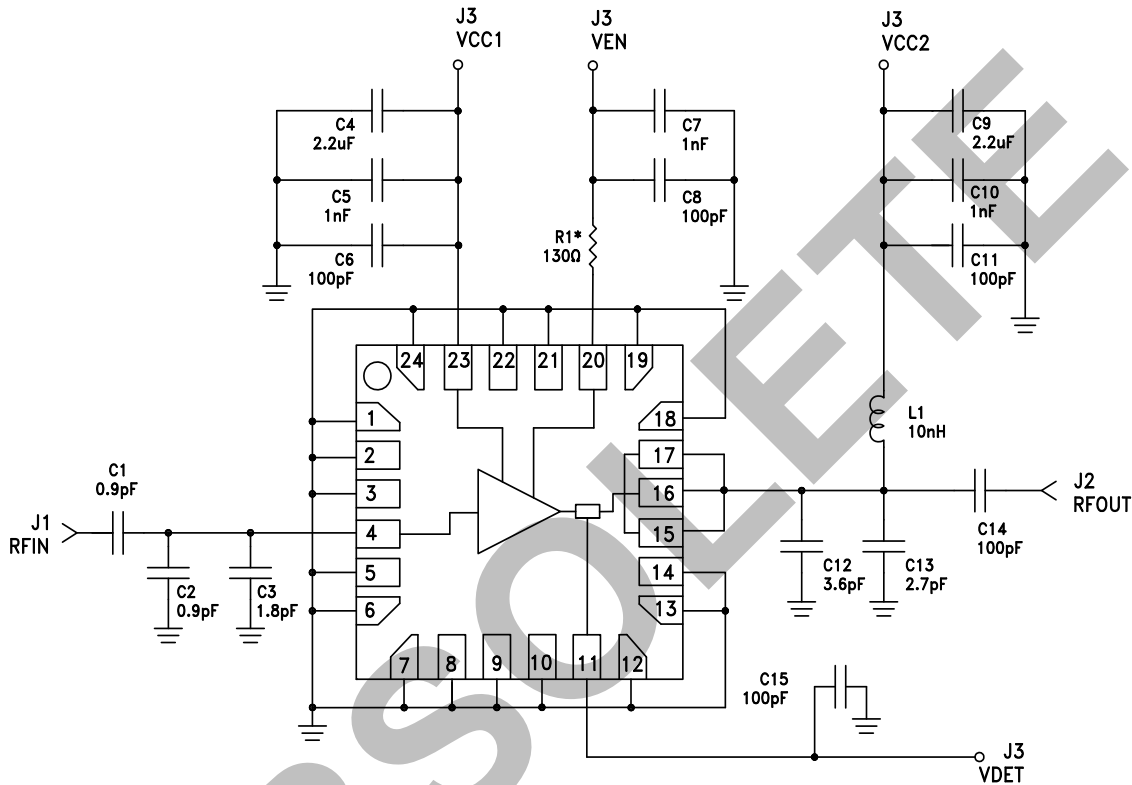 J3
VCC1
J3
VEN
J3
VCC2
C4
2.2uF
C5
1nF
C6
100pF
C7
1nF
C8
100pF
R1*
130Ω
C9
2.2uF
C10
1nF
C11
100pF
24
23
22
21
20
19
1
2
3
4
5
6
18
17
16
15
14
13
7
8
9
10
11
12
L1
10nH
C1
0.9pF
J1
RFIN
C2
0.9pF
C3
1.8pF
J2
RFOUT
C14
100pF
C12
3.6pF
C13
2.7pF
C15
100pF
J3
VDET
OBSOLETE